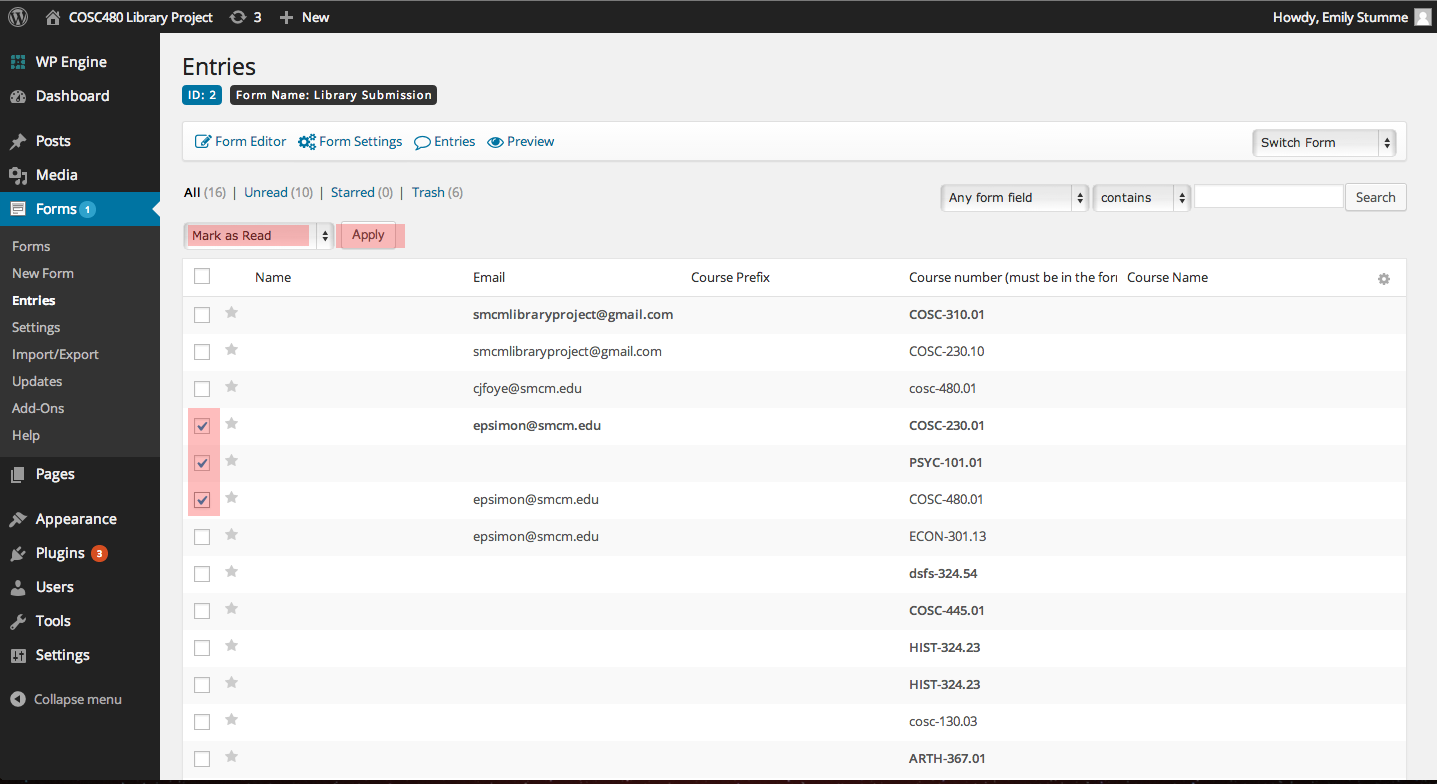 COSC480 Library Project 3 New Howdy, Emily Stumme
WP Engine
Dashboard
Posts
Media
Forms 1
Forms
New Form
Entries
Settings
Import/Export
Updates
Add-Ons
Help
Pages
Appearance
Plugins 3
Users
Tools
Settings
Collapse menu
Entries
ID: 2 Form Name: Library Submission
Form Editor Form Settings Entries Preview Switch Form
All (16) | Unread (10) | Starred (0) | Trash (6) Any form field contains Search
Mark as Read Apply
Name Email Course Prefix Course number (must be in the for Course Name
smcmlibraryproject@gmail.com COSC-310.01
smcmlibraryproject@gmail.com COSC-230.10
cjfoye@smcm.edu cosc-480.01
epsimon@smcm.edu COSC-230.01
PSYC-101.01
epsimon@smcm.edu COSC-480.01
epsimon@smcm.edu ECON-301.13
dsfs-324.54
COSC-445.01
HIST-324.23
HIST-324.23
cosc-130.03
ARTH-367.01